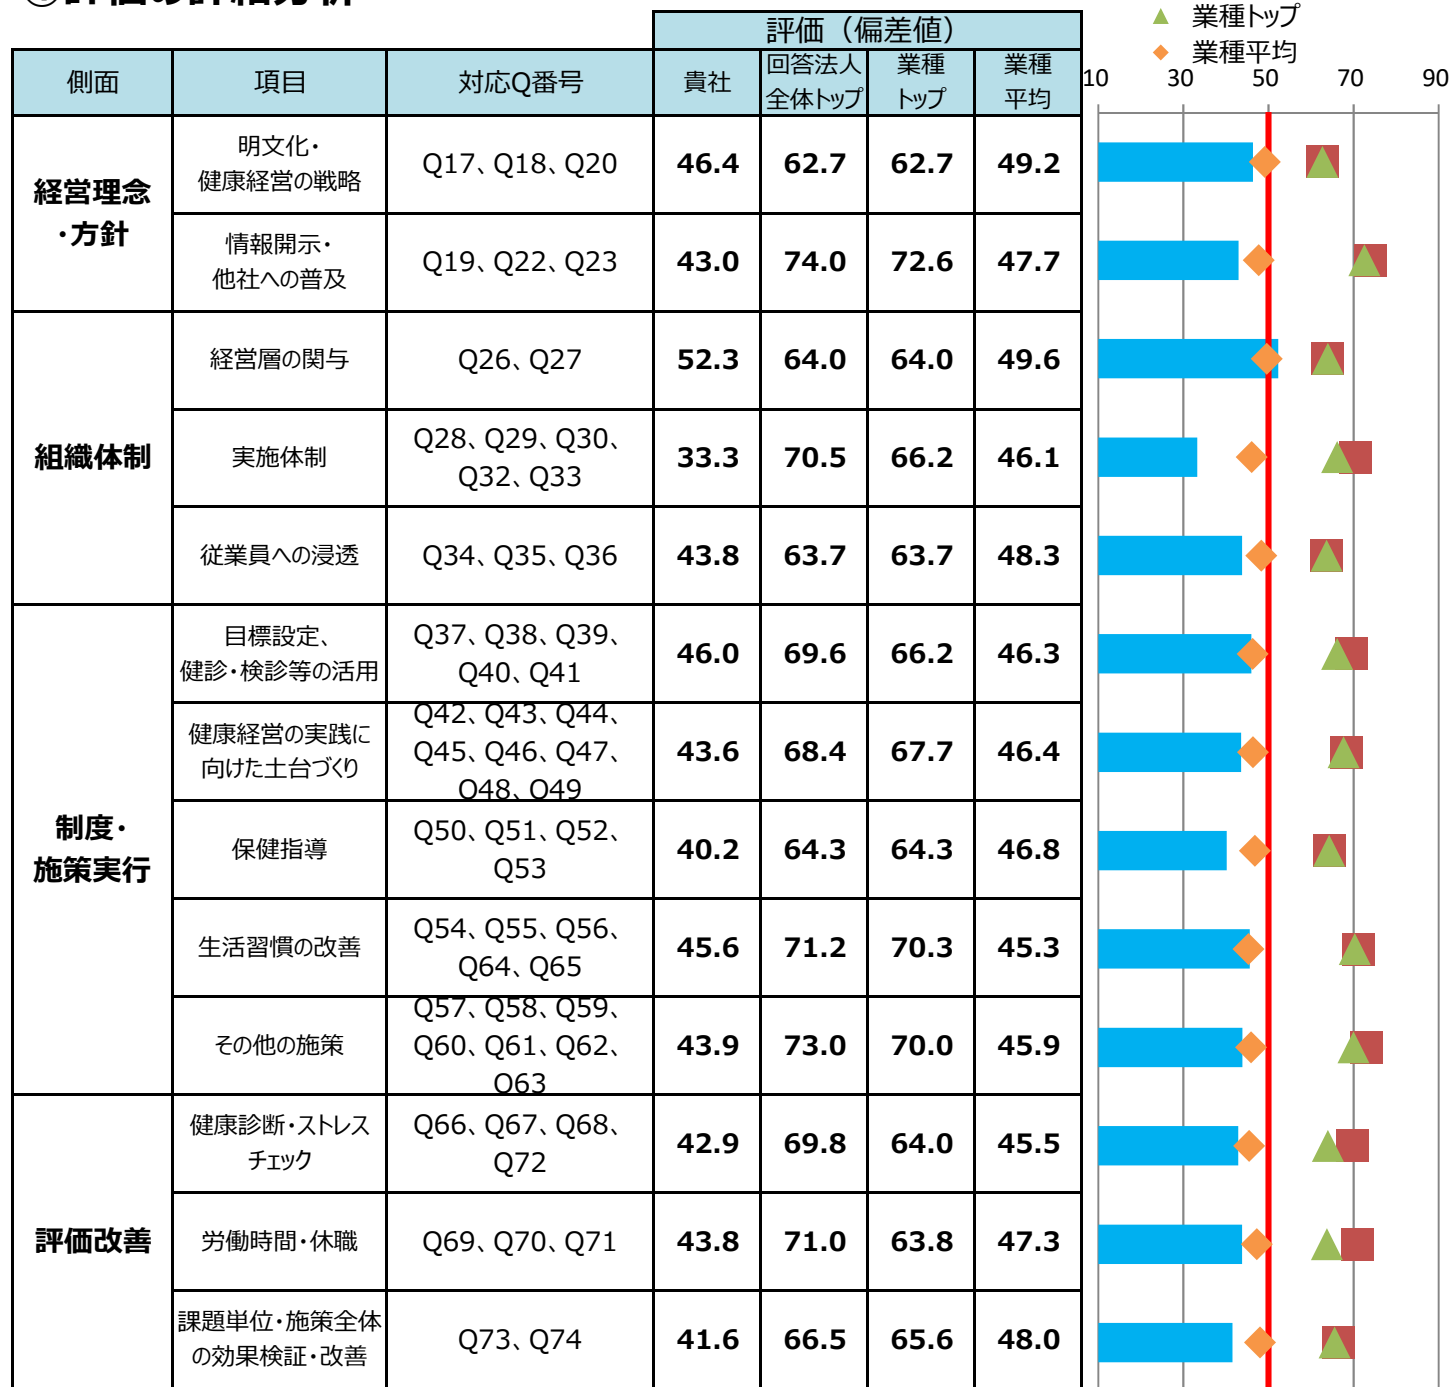 ①評価の詳細分析
▲ 業種トップ
◆ 業種平均
評価（偏差値）
側面 項目 対応Q番号 貴社 回答法人 業種 業種
全体トップ トップ 平均
10 30 50 70 90
経営理念
・方針
明文化・
健康経営の戦略
Q17、Q18、Q20 46.4 62.7 62.7 49.2
情報開示・
他社への普及
Q19、Q22、Q23 43.0 74.0 72.6 47.7
組織体制
経営層の関与 Q26、Q27 52.3 64.0 64.0 49.6
実施体制
Q28、Q29、Q30、
Q32、Q33
33.3 70.5 66.2 46.1
従業員への浸透 Q34、Q35、Q36 43.8 63.7 63.7 48.3
制度・
施策実行
目標設定、
健診・検診等の活用
Q37、Q38、Q39、
Q40、Q41
46.0 69.6 66.2 46.3
健康経営の実践に
向けた土台づくり
Q42、Q43、Q44、
Q45、Q46、Q47、
Q48、Q49
43.6 68.4 67.7 46.4
保健指導
Q50、Q51、Q52、
Q53
40.2 64.3 64.3 46.8
生活習慣の改善
Q54、Q55、Q56、
Q64、Q65
45.6 71.2 70.3 45.3
その他の施策
Q57、Q58、Q59、
Q60、Q61、Q62、
Q63
43.9 73.0 70.0 45.9
評価改善
健康診断・ストレス
チェック
Q66、Q67、Q68、
Q72
42.9 69.8 64.0 45.5
労働時間・休職 Q69、Q70、Q71 43.8 71.0 63.8 47.3
課題単位・施策全体
の効果検証・改善
Q73、Q74 41.6 66.5 65.6 48.0